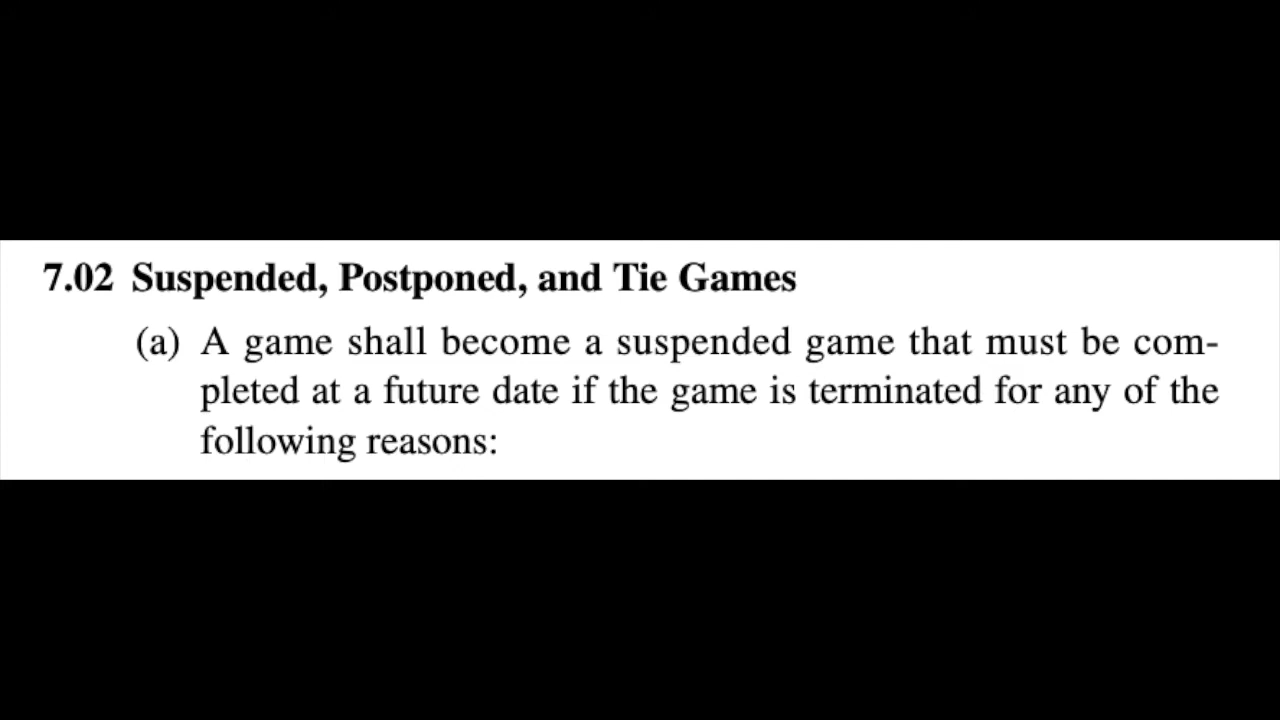 7.02 Suspended, Postponed, and Tie Games
(a) A game shall become a suspended game that must be com-
pleted at a future date if the game is terminated for any of the
following reasons: